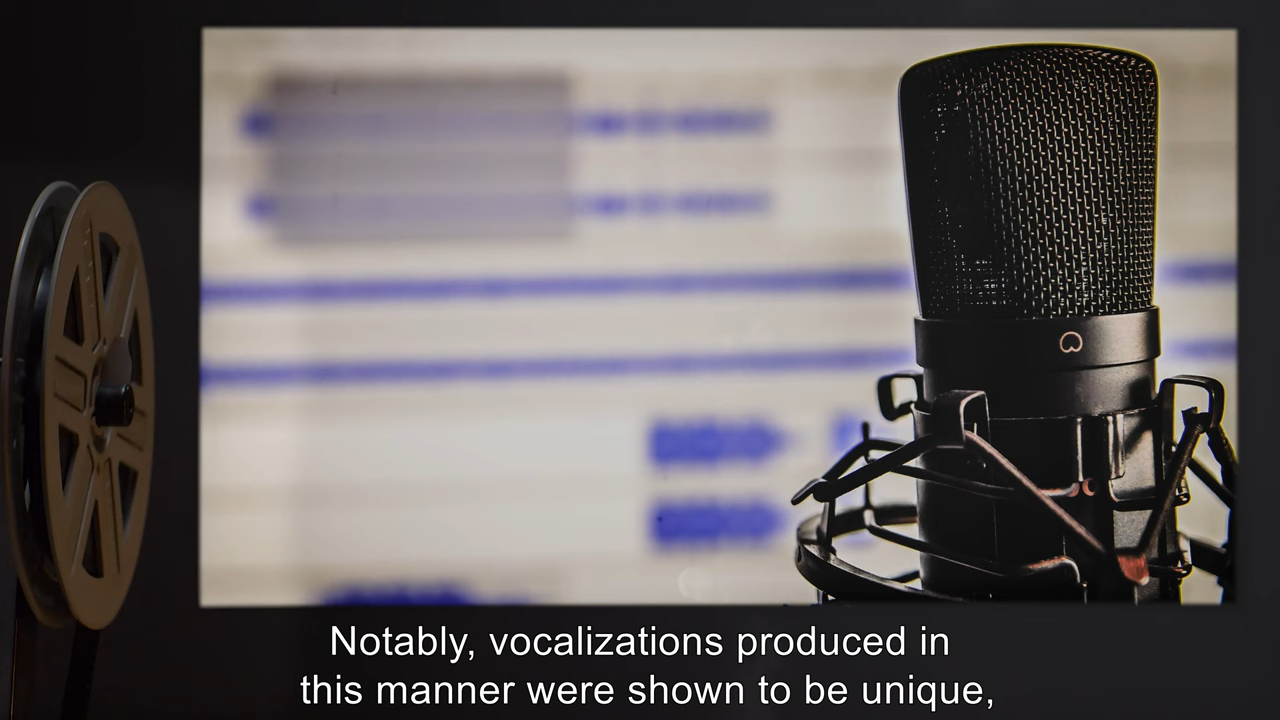 Notably, vocalizations produced in
this manner were shown to be unique,